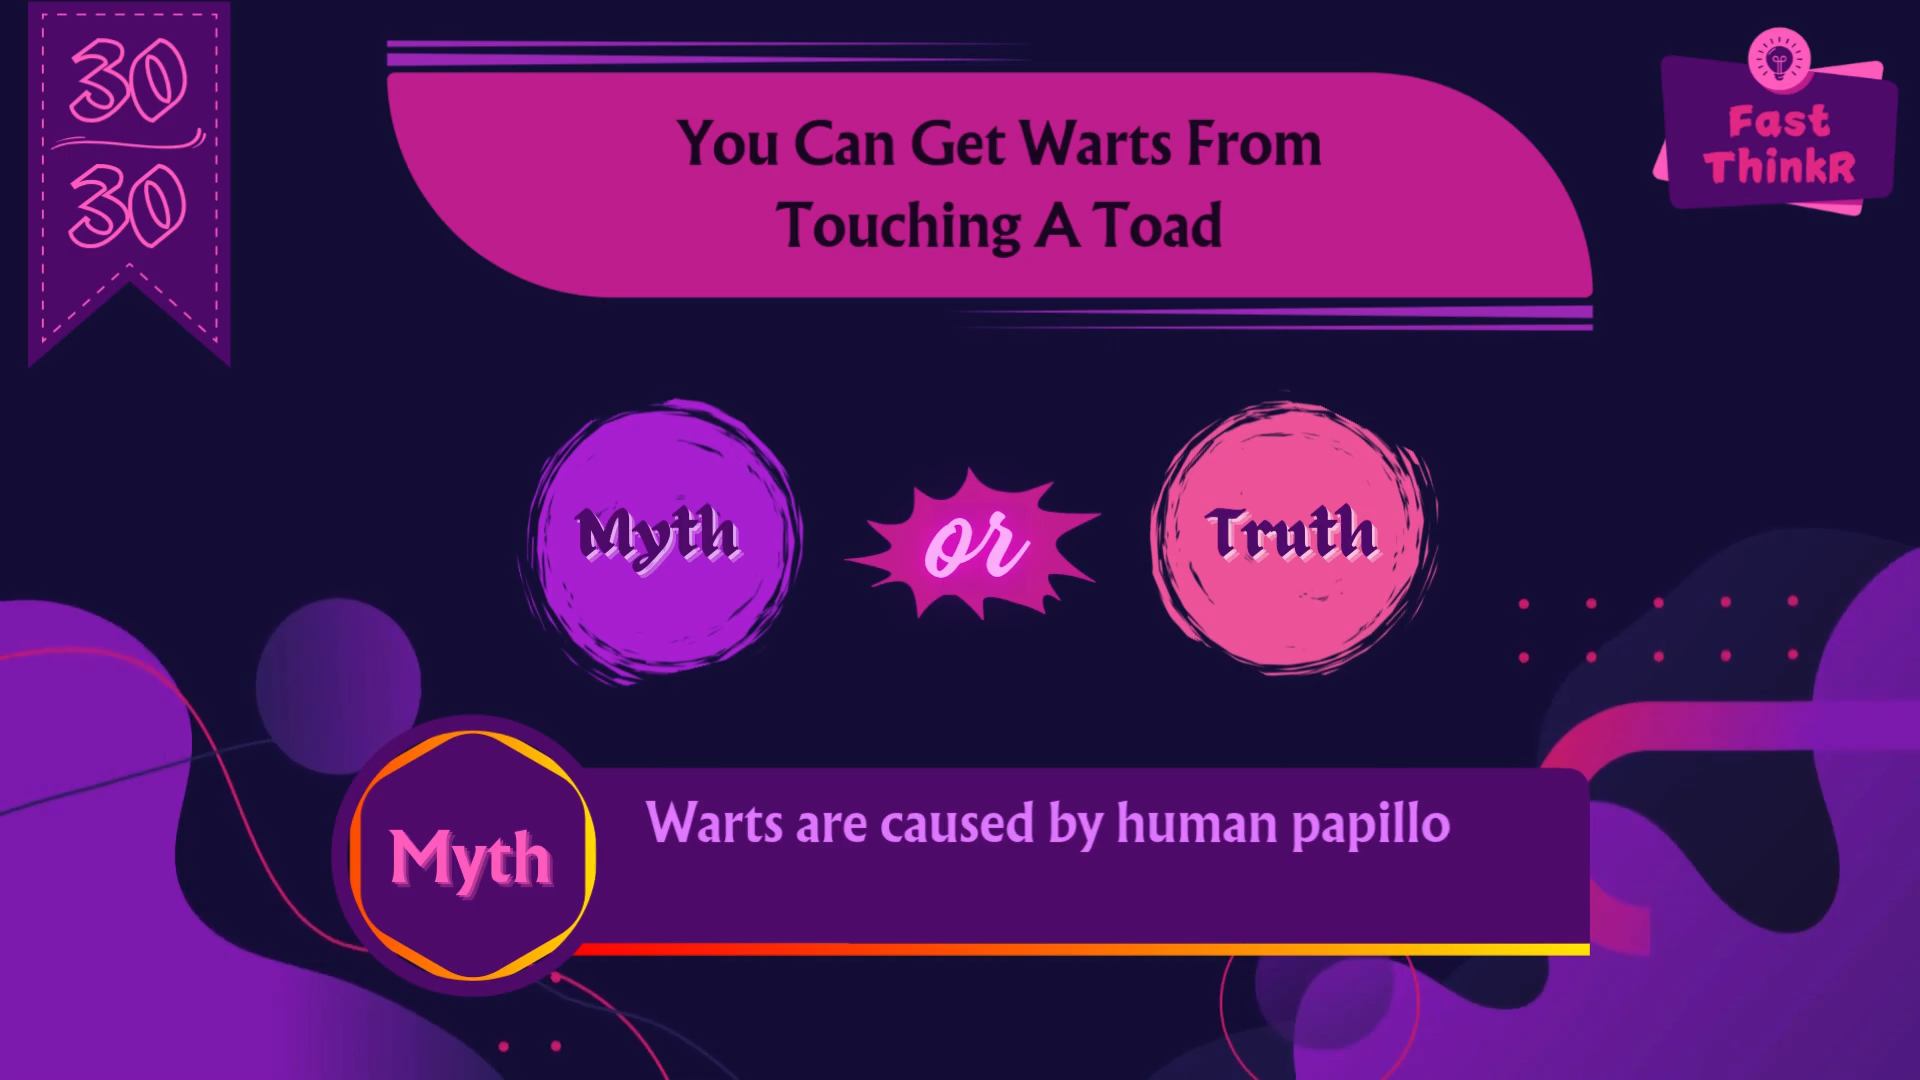 30
30
You Can Get Warts From
Touching A Toad
Fast
ThinkR
Myth
or
Truth
Myth
Warts are caused by human papillo